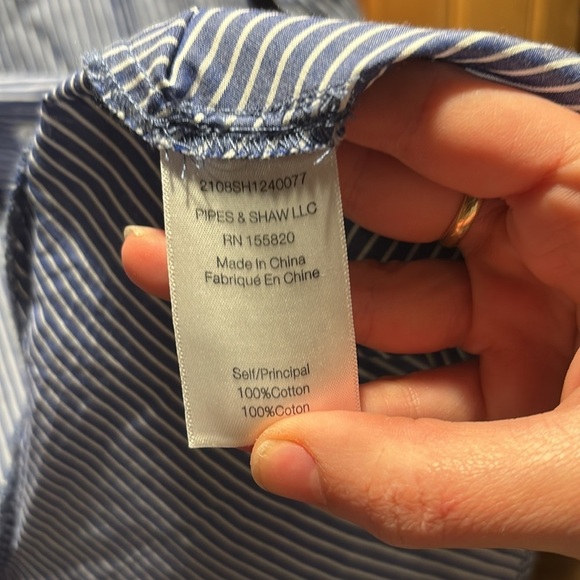 2108SH1240077
PIPES & SHAW LLC
RN 155820
Made In China
Fabriqué En Chine
Self/Principal
100%Cotton
100%Coton